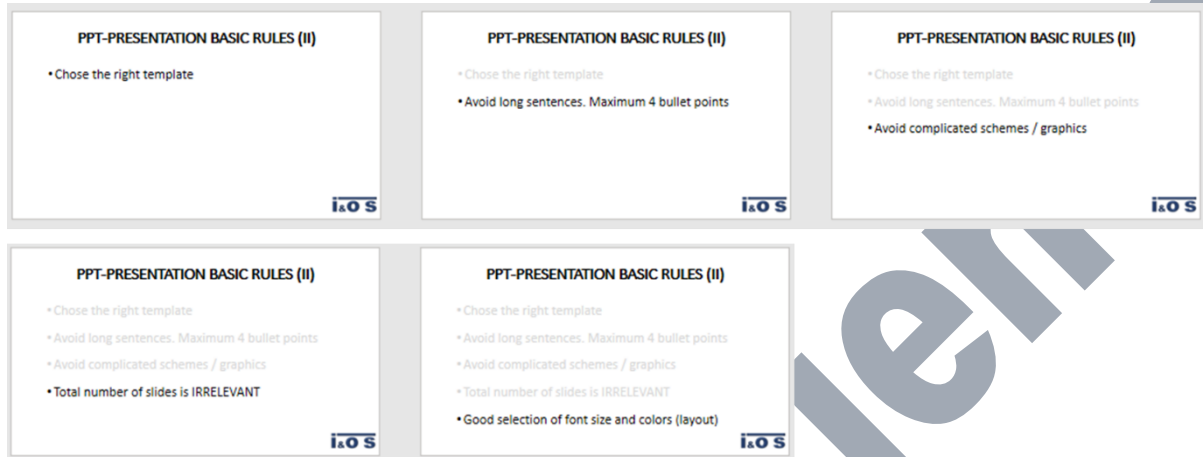 PPT-PRESENTATION BASIC RULES (II)
• Chose the right template
i&O S
PPT-PRESENTATION BASIC RULES (II)
• Chose the right template
• Avoid long sentences. Maximum 4 bullet points
i&O S
PPT-PRESENTATION BASIC RULES (II)
• Chose the right template
• Avoid long sentences. Maximum 4 bullet points
• Avoid complicated schemes / graphics
i&O S
PPT-PRESENTATION BASIC RULES (II)
• Chose the right template
• Avoid long sentences. Maximum 4 bullet points
• Avoid complicated schemes / graphics
• Total number of slides is IRRELEVANT
i&O S
PPT-PRESENTATION BASIC RULES (II)
• Chose the right template
• Avoid long sentences. Maximum 4 bullet points
• Avoid complicated schemes / graphics
• Total number of slides is IRRELEVANT
• Good selection of font size and colors (layout)
i&O S